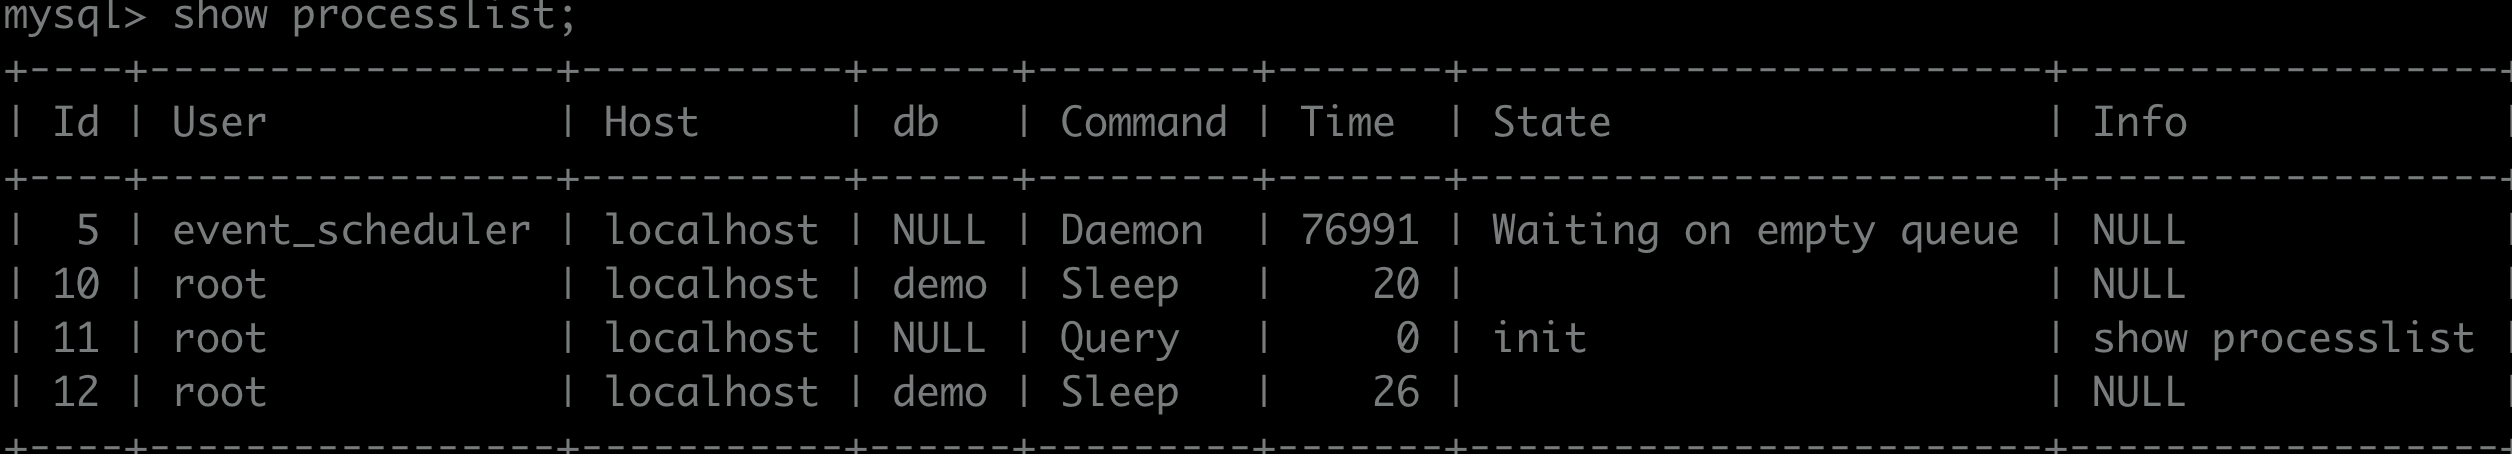 mysql> show processlist;
+----+-----------------+-----------+------+---------+-------+------------------------+------------------+
| Id | User            | Host      | db   | Command | Time  | State                  | Info             |
+----+-----------------+-----------+------+---------+-------+------------------------+------------------+
|  5 | event_scheduler | localhost | NULL | Daemon  | 76991 | Waiting on empty queue | NULL             |
| 10 | root            | localhost | demo | Sleep   |    20 |                        | NULL             |
| 11 | root            | localhost | NULL | Query   |     0 | init                   | show processlist |
| 12 | root            | localhost | demo | Sleep   |    26 |                        | NULL             |
+----+-----------------+-----------+------+---------+-------+------------------------+------------------+